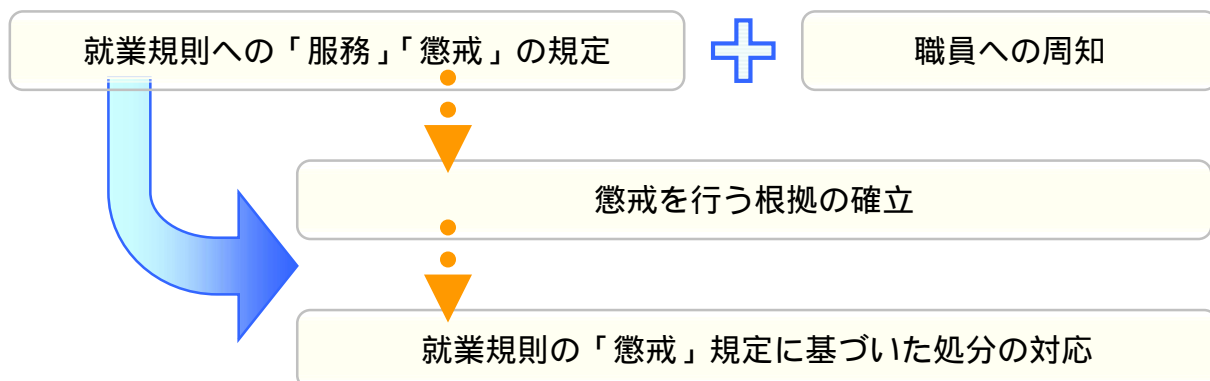 就業規則への「服務」「懲戒」の規定
職員への周知
懲戒を行う根拠の確立
就業規則の「懲戒」規定に基づいた処分の対応